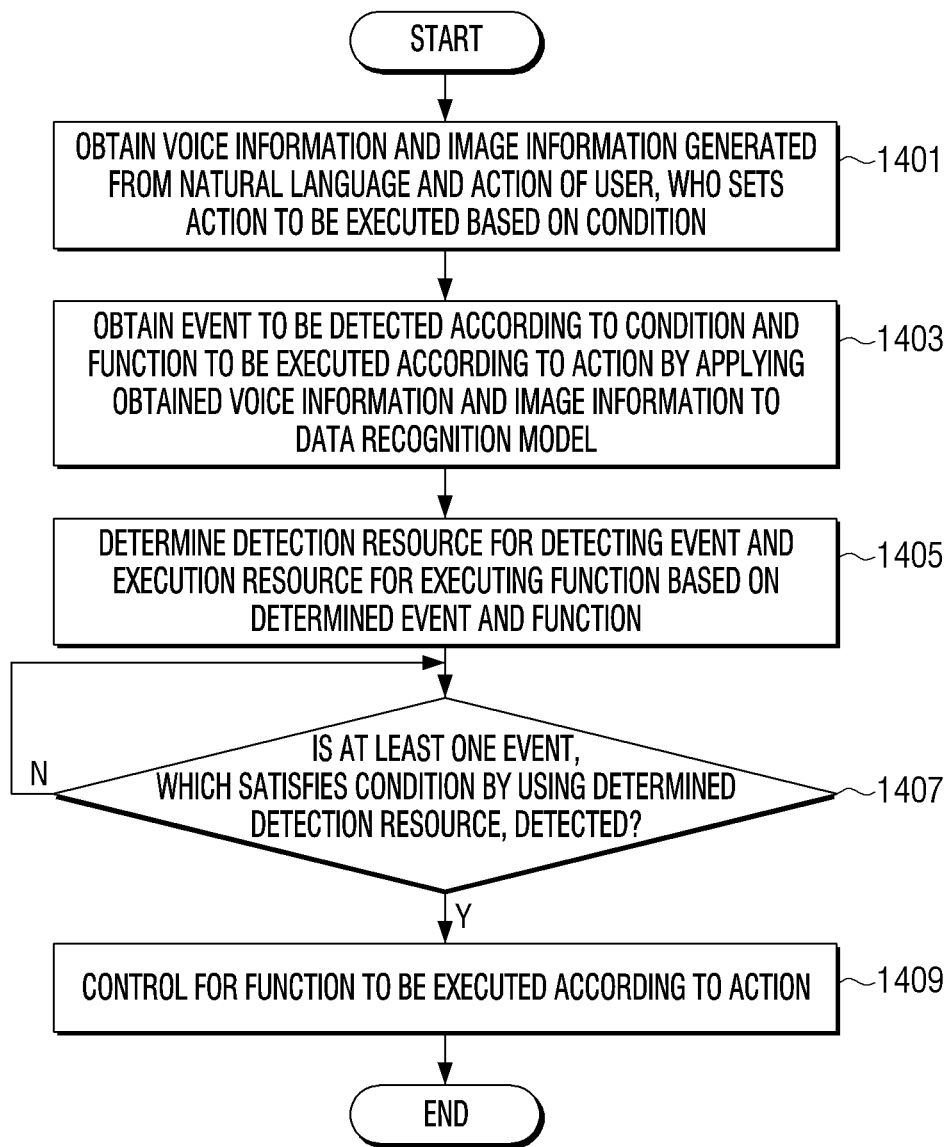 START
OBTAIN VOICE INFORMATION AND IMAGE INFORMATION GENERATED
FROM NATURAL LANGUAGE AND ACTION OF USER, WHO SETS
ACTION TO BE EXECUTED BASED ON CONDITION
1401
OBTAIN EVENT TO BE DETECTED ACCORDING TO CONDITION AND
FUNCTION TO BE EXECUTED ACCORDING TO ACTION BY APPLYING
OBTAINED VOICE INFORMATION AND IMAGE INFORMATION TO
DATA RECOGNITION MODEL
1403
DETERMINE DETECTION RESOURCE FOR DETECTING EVENT AND
EXECUTION RESOURCE FOR EXECUTING FUNCTION BASED ON
DETERMINED EVENT AND FUNCTION
1405
IS AT LEAST ONE EVENT,
WHICH SATISFIES CONDITION BY USING DETERMINED
DETECTION RESOURCE, DETECTED?
N
1407
Y
CONTROL FOR FUNCTION TO BE EXECUTED ACCORDING TO ACTION
1409
END